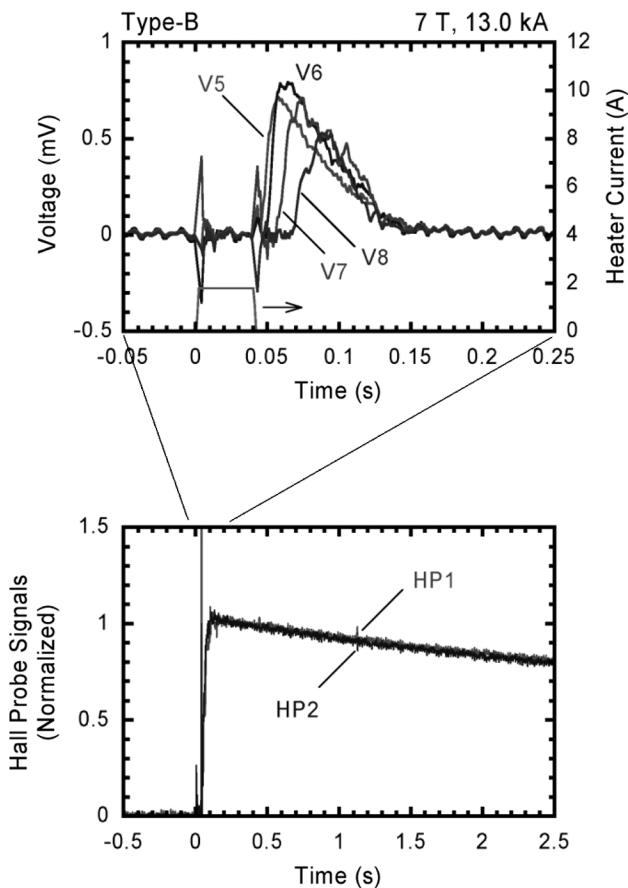 Type-B 7 T, 13.0 kA
1 12
V6
10
V5
0.5 8
6
0 4
V7 V8
2
-0.5 0
-0.05 0 0.05 0.1 0.15 0.2 0.25
Time (s)
Voltage (mV)
Heater Current (A)
1.5
HP1
1
HP2
0.5
0
-0.5 0 0.5 1 1.5 2 2.5
Time (s)
Hall Probe Signals
(Normalized)